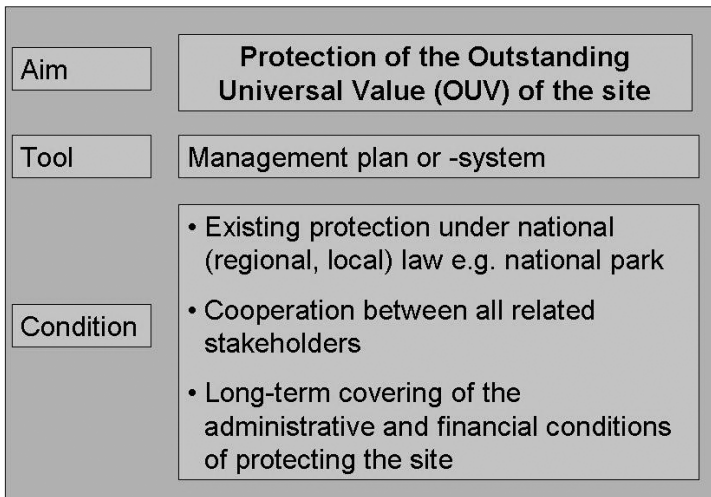 Aim
Protection of the Outstanding
Universal Value (OUV) of the site
Tool
Management plan or -system
Condition
• Existing protection under national
(regional, local) law e.g. national park
• Cooperation between all related
stakeholders
• Long-term covering of the
administrative and financial conditions
of protecting the site